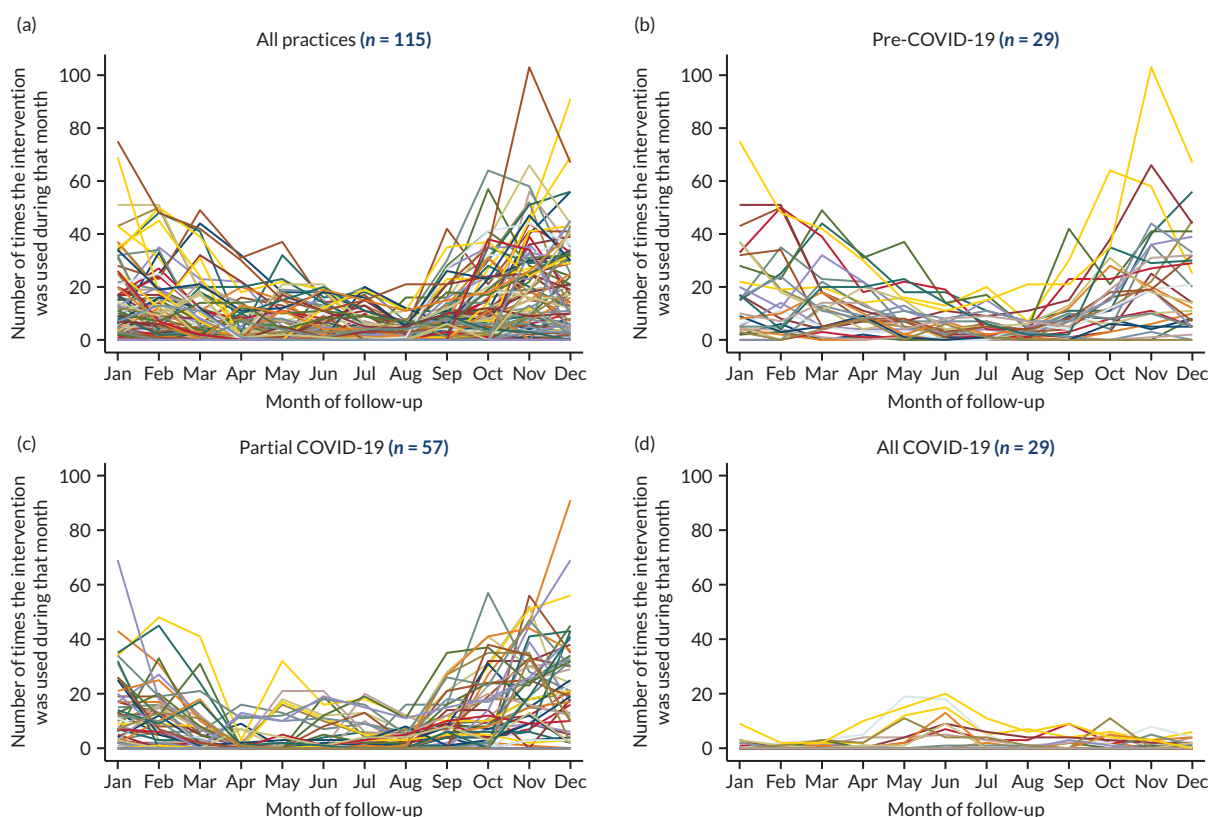 (a)
All practices (n = 115)
Number of times the intervention
was used during that month
100
80
60
40
20
0
Jan Feb Mar Apr May Jun Jul Aug Sep Oct Nov Dec
Month of follow-up
(b)
Pre-COVID-19 (n = 29)
Number of times the intervention
was used during that month
100
80
60
40
20
0
Jan Feb Mar Apr May Jun Jul Aug Sep Oct Nov Dec
Month of follow-up
(c)
Partial COVID-19 (n = 57)
Number of times the intervention
was used during that month
100
80
60
40
20
0
Jan Feb Mar Apr May Jun Jul Aug Sep Oct Nov Dec
Month of follow-up
(d)
All COVID-19 (n = 29)
Number of times the intervention
was used during that month
100
80
60
40
20
0
Jan Feb Mar Apr May Jun Jul Aug Sep Oct Nov Dec
Month of follow-up